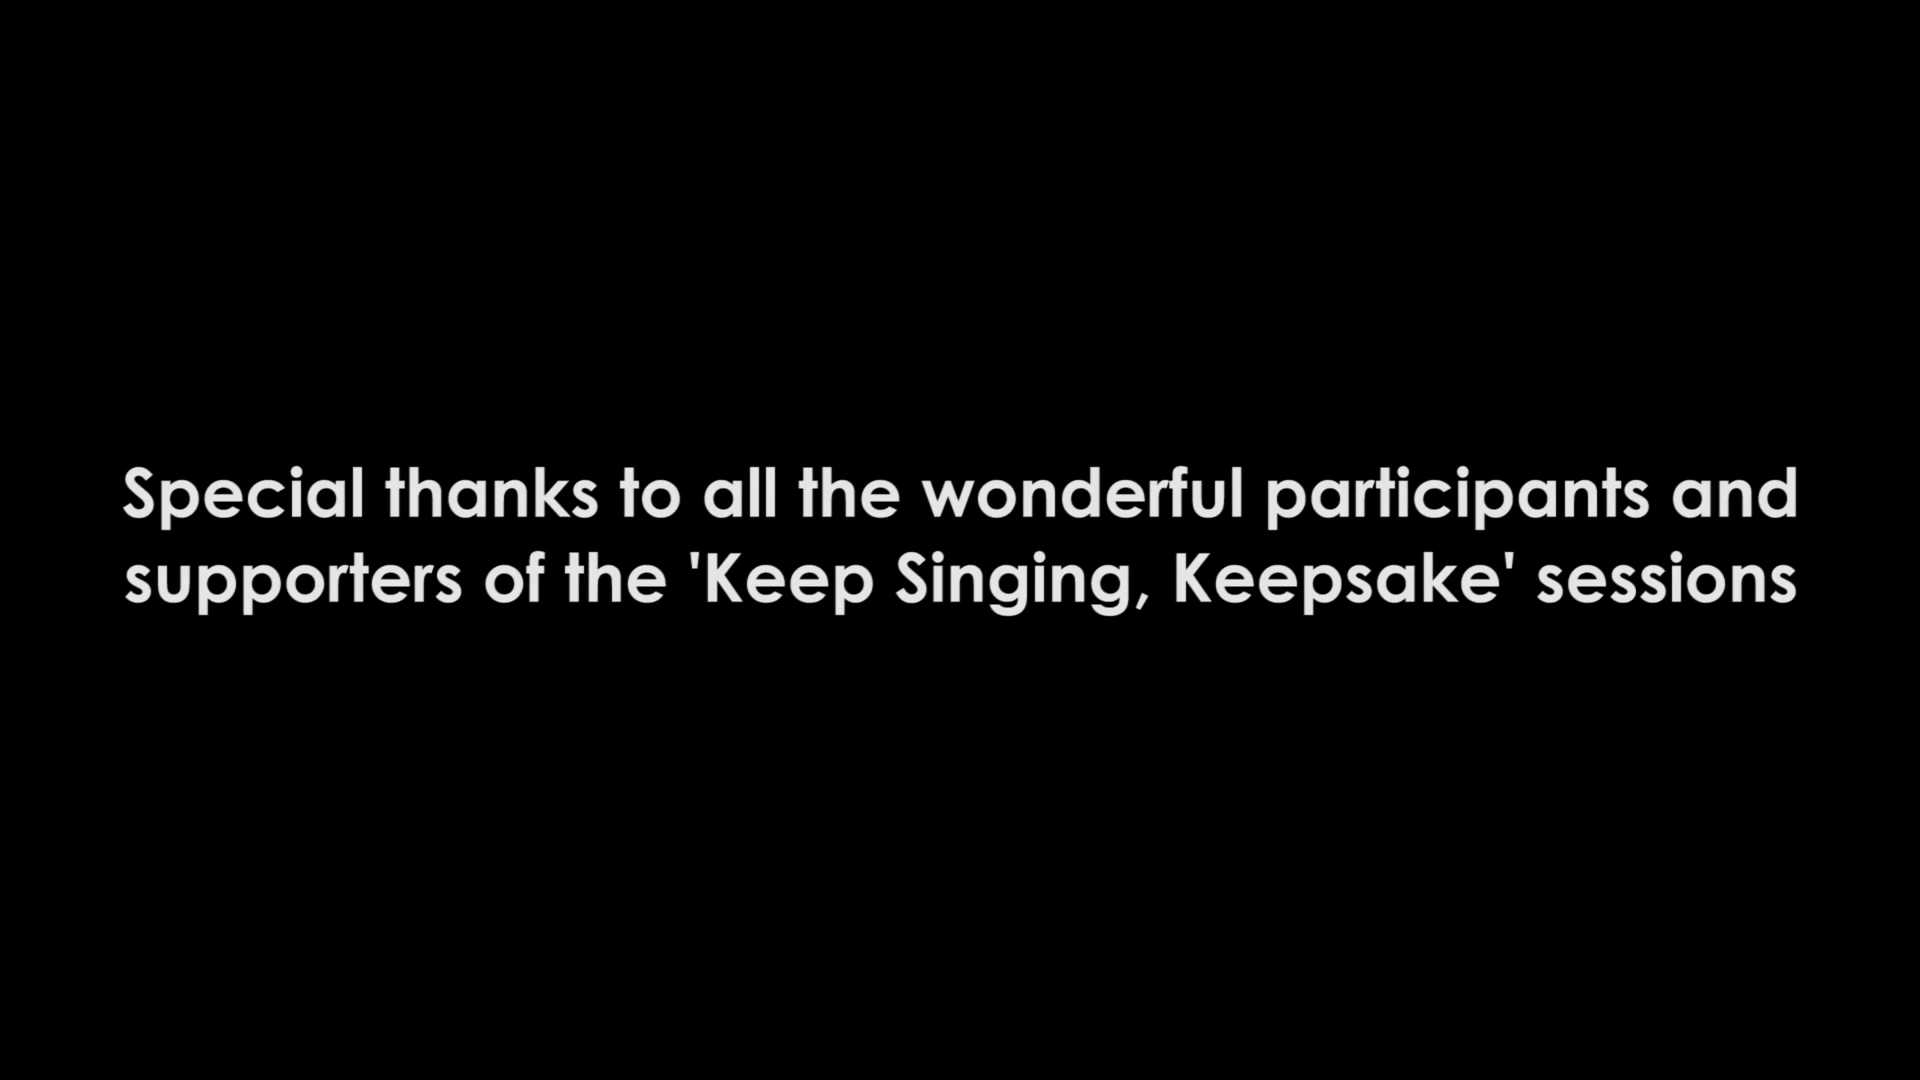 Special thanks to all the wonderful participants and
supporters of the 'Keep Singing, Keepsake' sessions